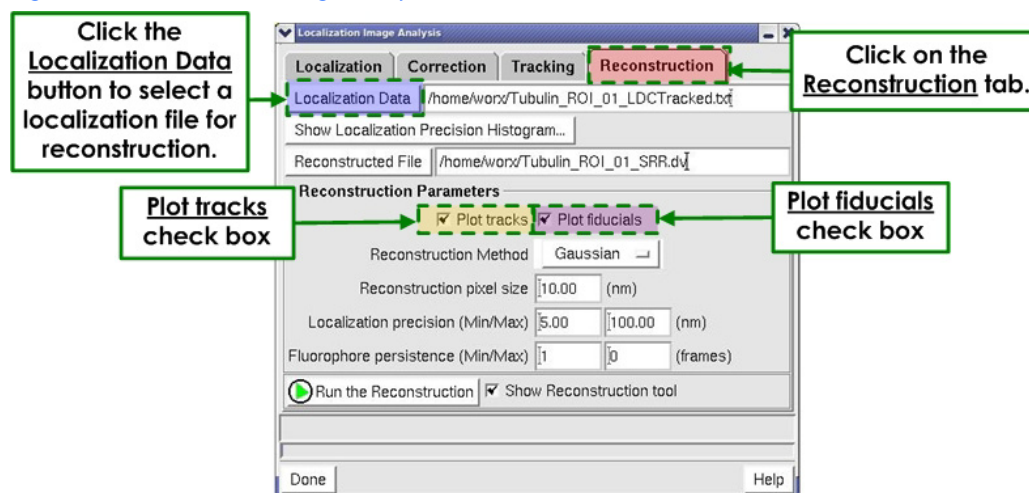 Click the
Localization Data
button to select a
localization file for
reconstruction.
Localization Image Analysis
Localization Correction Tracking Reconstruction
Click on the
Reconstruction tab.
Localization Data /home/worx/Tubulin_ROI_01_LDCTracked.txt
Show Localization Precision Histogram...
Reconstructed File /home/worx/Tubulin_ROI_01_SRR.dv
Reconstruction Parameters
Plot tracks
check box
Plot tracks Plot fiducials
Plot fiducials
check box
Reconstruction Method Gaussian
Reconstruction pixel size 10.00 (nm)
Localization precision (Min/Max) 5.00 100.00 (nm)
Fluorophore persistence (Min/Max) 1 0 (frames)
Run the Reconstruction Show Reconstruction tool
Done Help